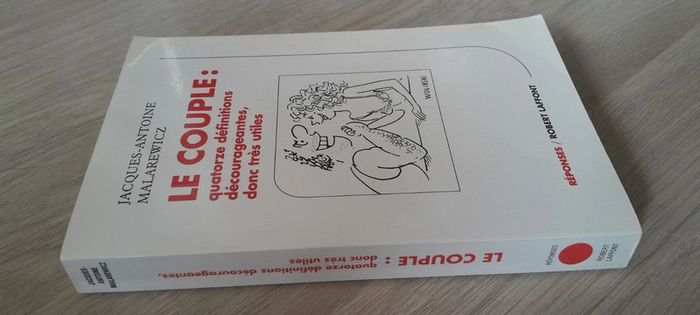 JACQUES-ANTOINE
MALAREWICZ
LE COUPLE :
quatorze définitions
décourageantes,
donc très utiles
WOLINSKI
RÉPONSES / ROBERT LAFFONT
JACQUES-
ANTOINE
MALAREWICZ
LE COUPLE :
quatorze définitions décourageantes,
donc très utiles
RÉPONSES
ROBERT
LAFFONT